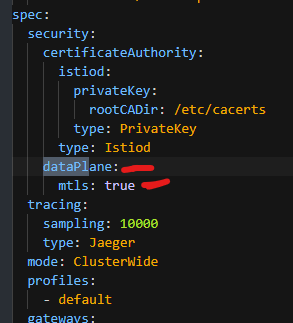 spec:
  security:
    certificateAuthority:
      istiod:
        privateKey:
          rootCADir: /etc/cacerts
        type: PrivateKey
      type: Istiod
    dataPlane:
      mtls: true
  tracing:
    sampling: 10000
    type: Jaeger
  mode: ClusterWide
  profiles:
    - default
  gateways: